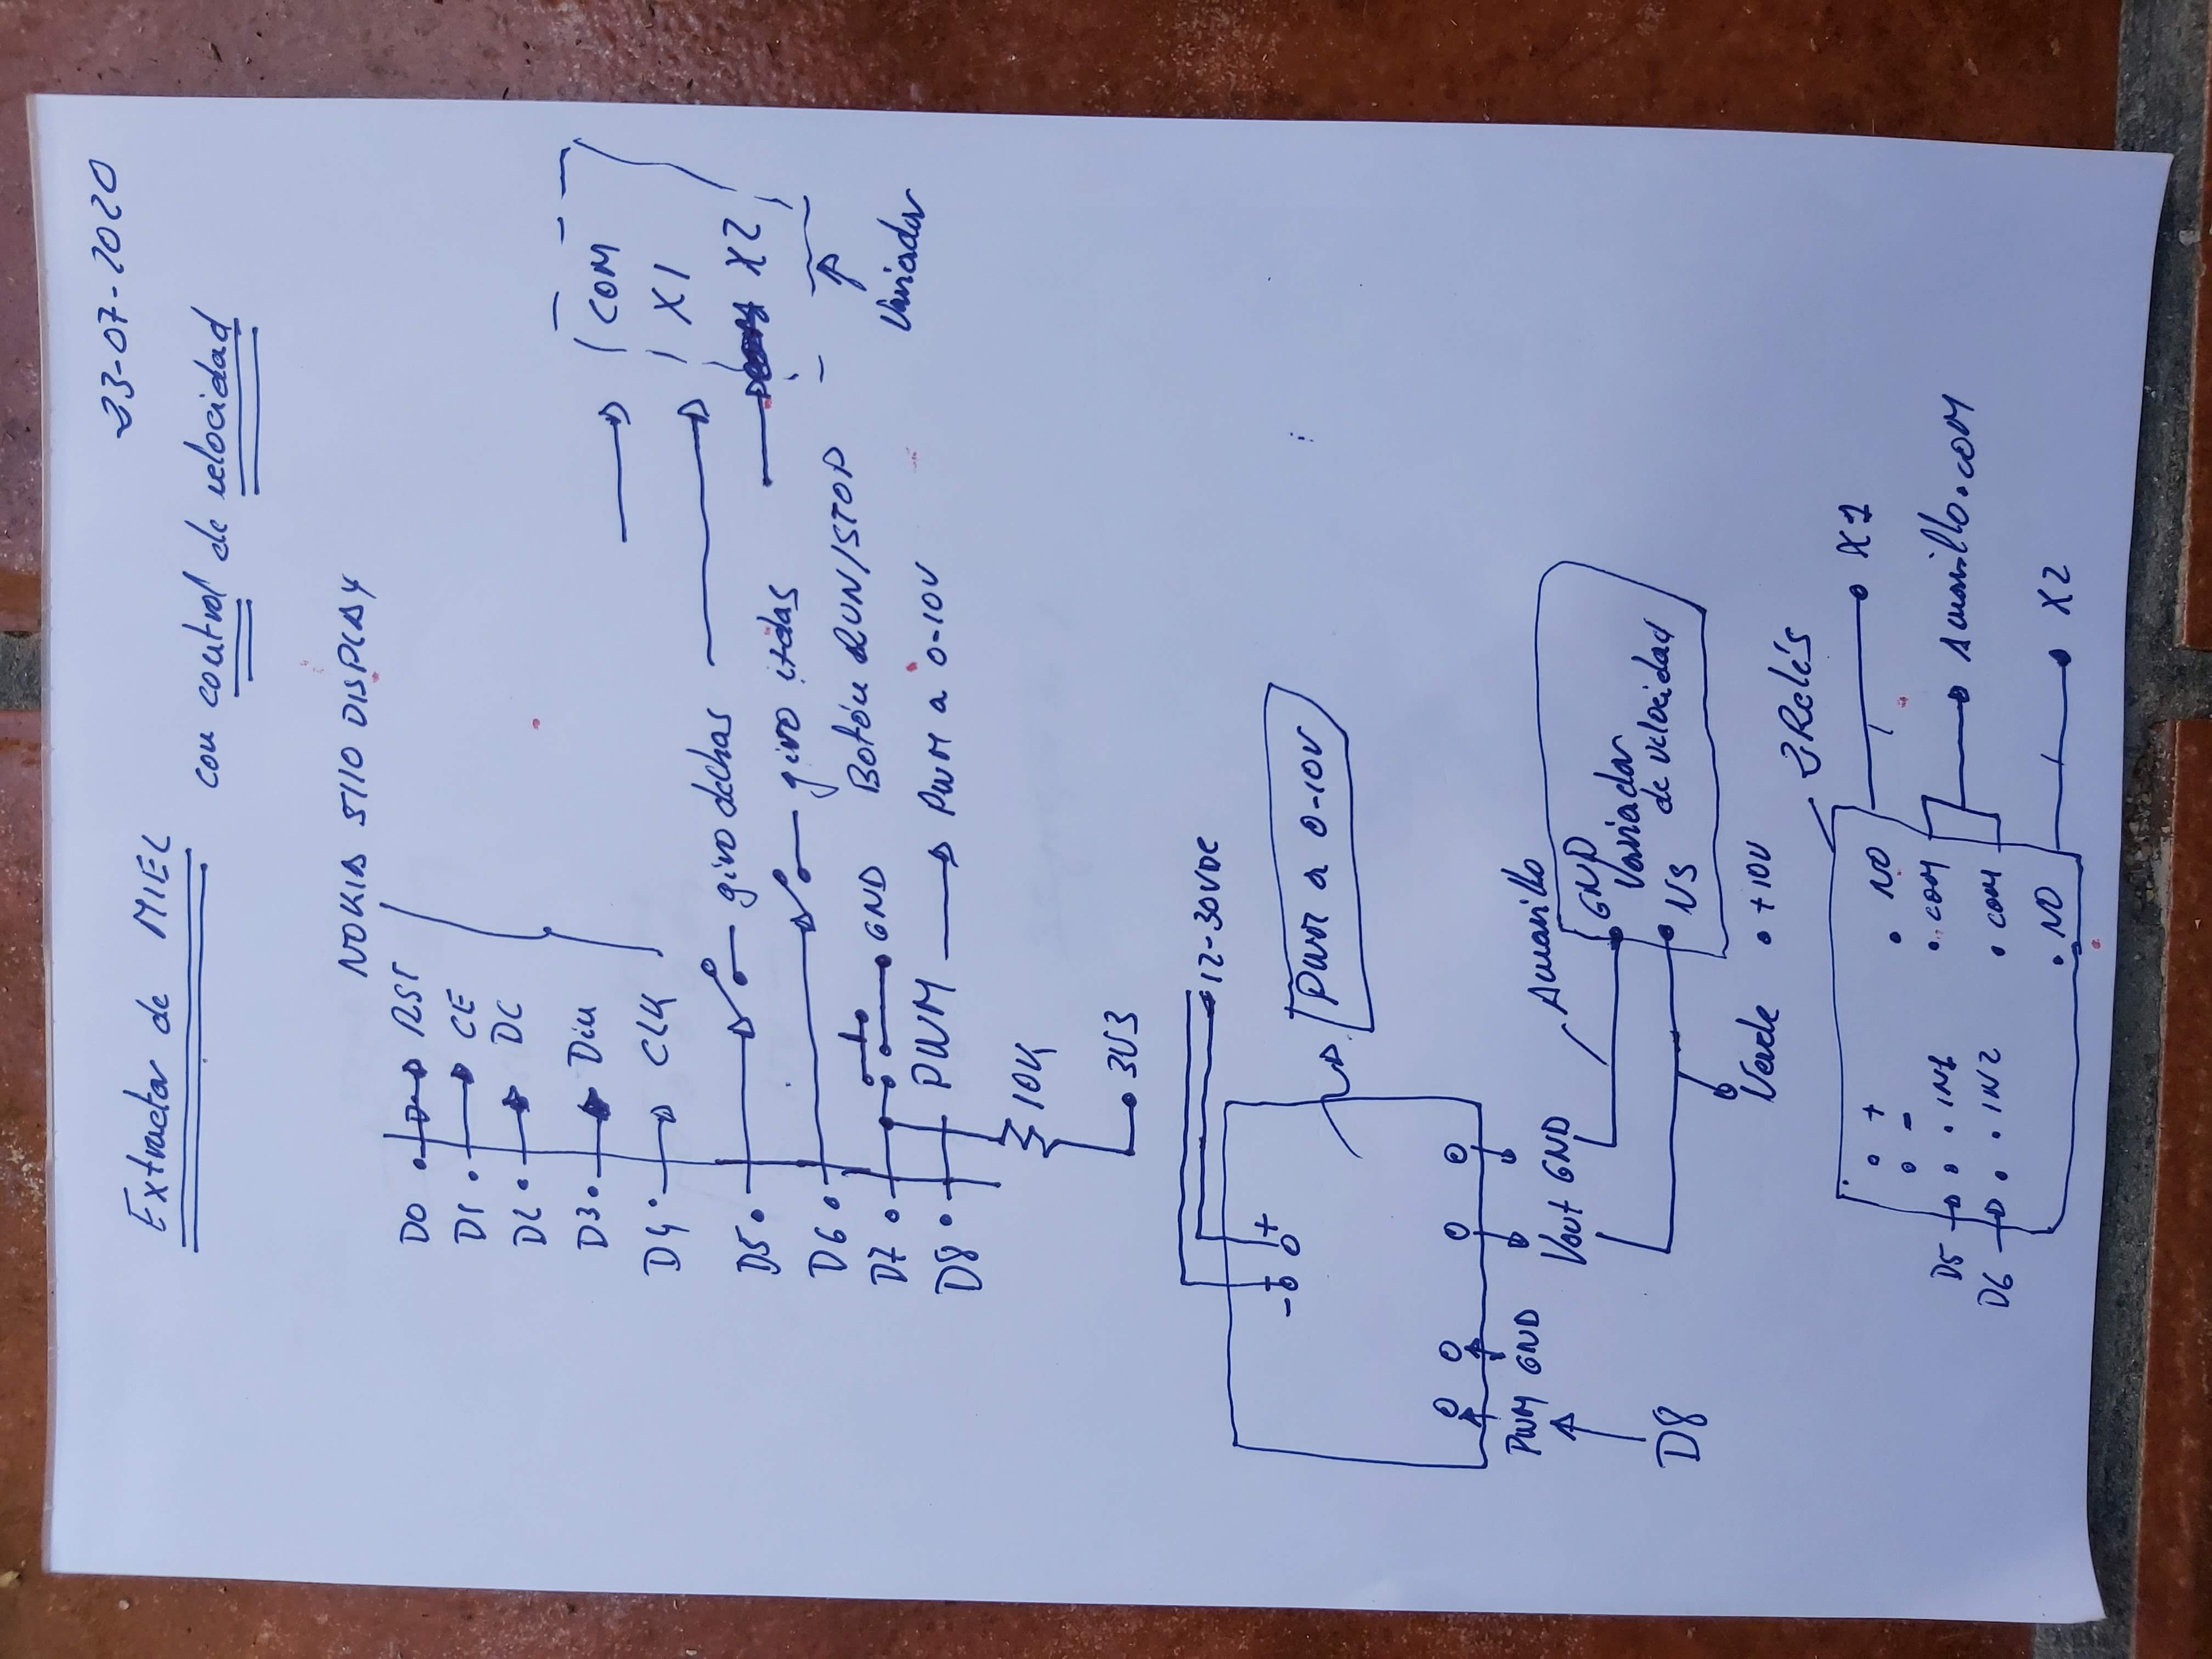 23-07-2020
Extractor de MIEL
con control de velocidad
NOKIA 5110 DISPLAY
D0 RST
D1 CE
D2 DC
D3 Din
D4 CLK
COM
X1
X2
Variador
D5 giro dchas
D6 giro izdas
D7 GND Botón RUN/STOP
D8 PWM PWM a 0-10V
10K
3V3
12-30VDC
- +
PWM a 0-10V
PWM GND
Vout GND
D8
Amarillo
GND
Variador
de velocidad
VS
Verde
+10V
2 Relés
+
-
D5 IN1
D6 IN2
NO X1
COM
Amarillo.COM
COM
NO X2